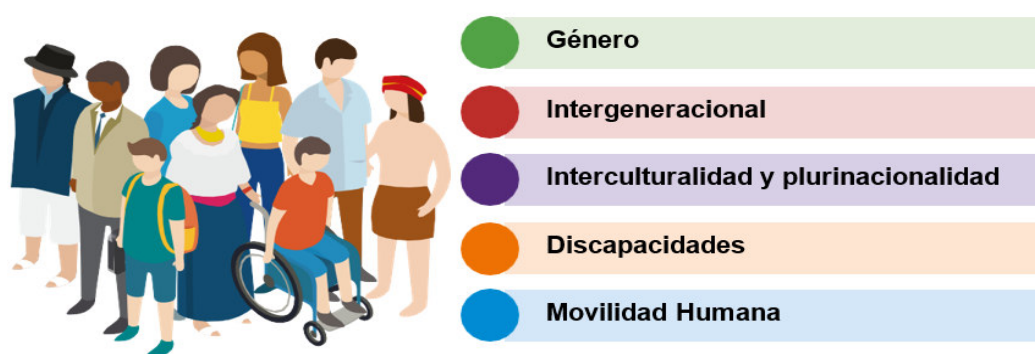 Género
Intergeneracional
Interculturalidad y plurinacionalidad
Discapacidades
Movilidad Humana